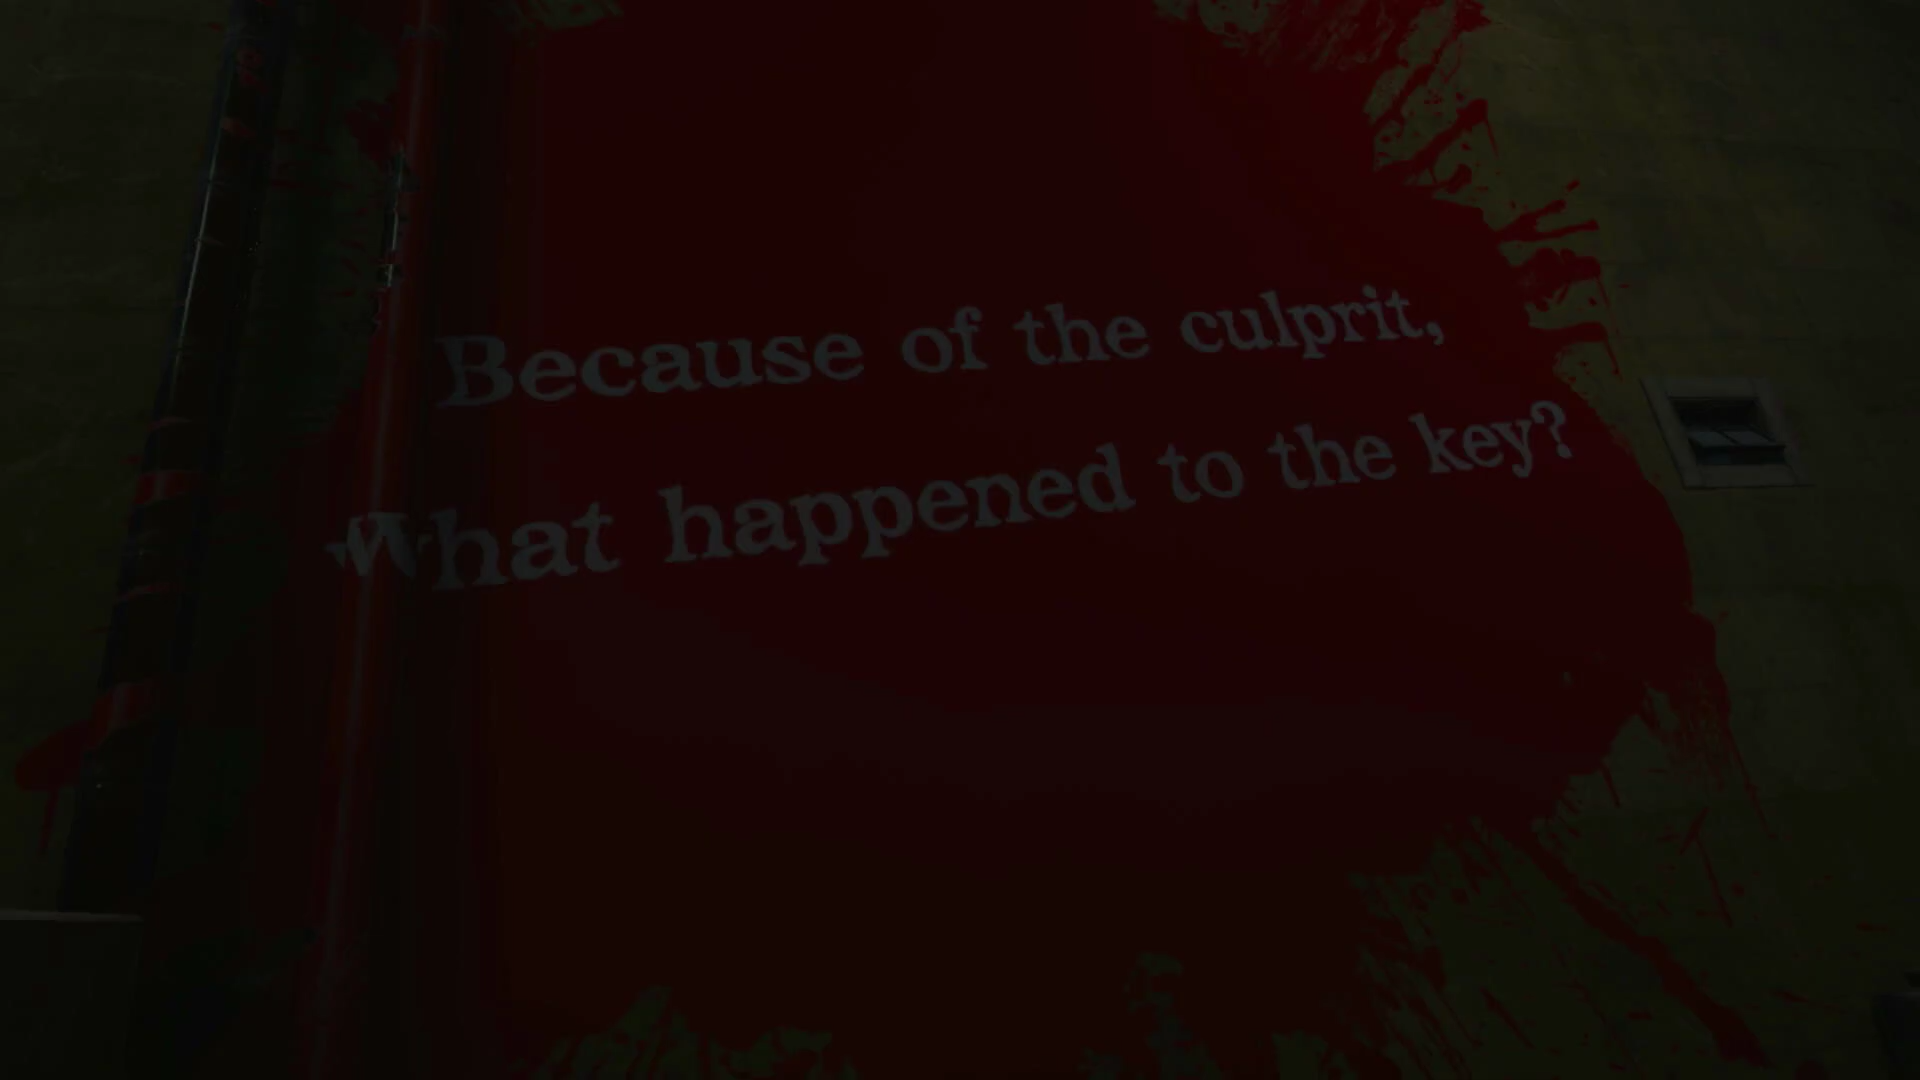 Because of the culprit,
What happened to the key?